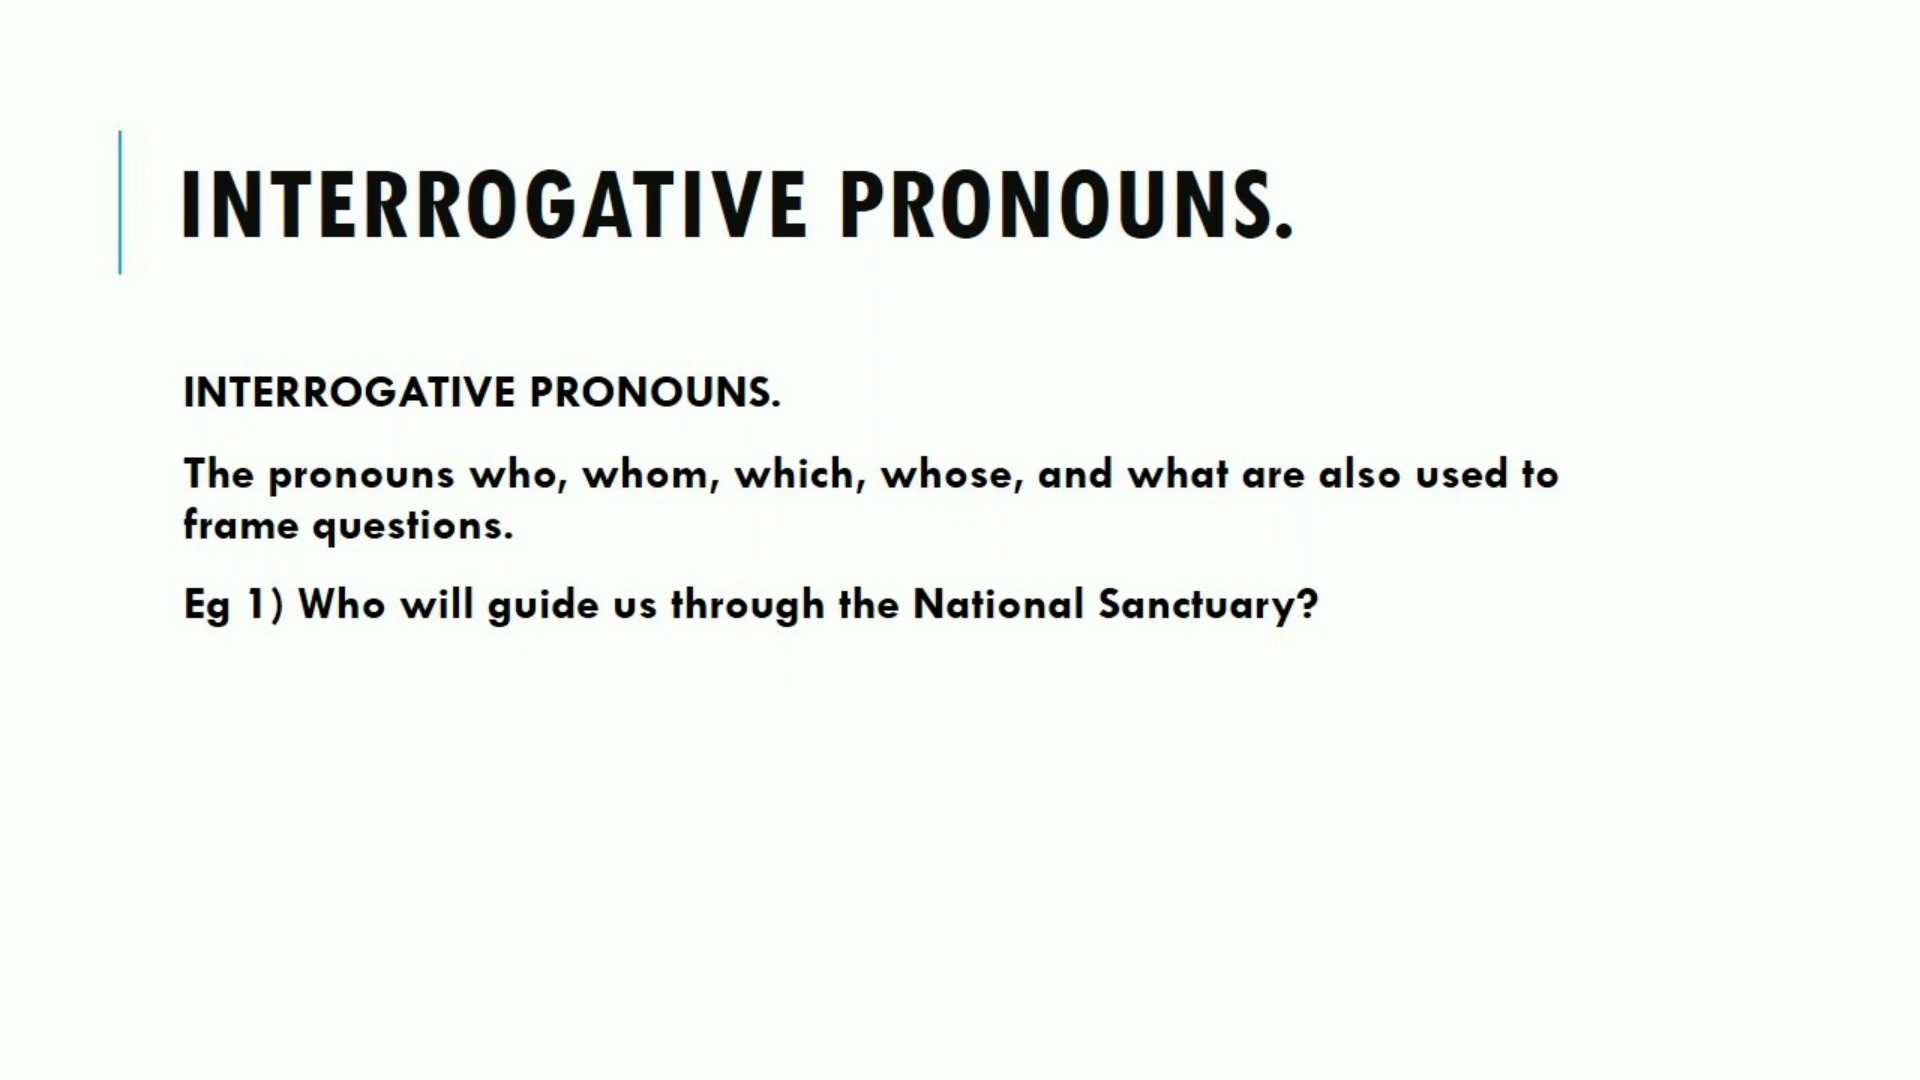 INTERROGATIVE PRONOUNS.
INTERROGATIVE PRONOUNS.
The pronouns who, whom, which, whose, and what are also used to
frame questions.
Eg 1) Who will guide us through the National Sanctuary?